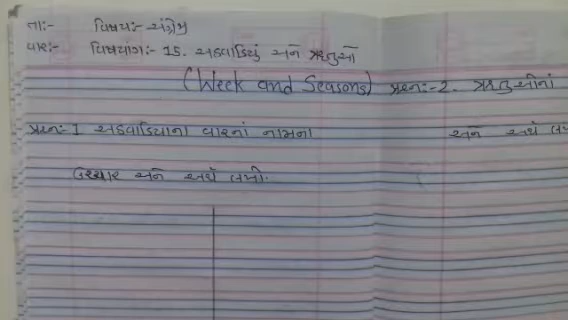 તા:- વિષય:- અંગ્રેજી
વાર:- વિષયાંગ:- 15. અઠવાડિયું અને ઋતુઓ
(Week and Seasons) પ્રશ્ન:-2. ઋતુઓનાં
પ્રશ્ન:-1 અઠવાડિયાના વારનાં નામના અને અર્થ
ઉચ્ચાર અને અર્થ લખો.